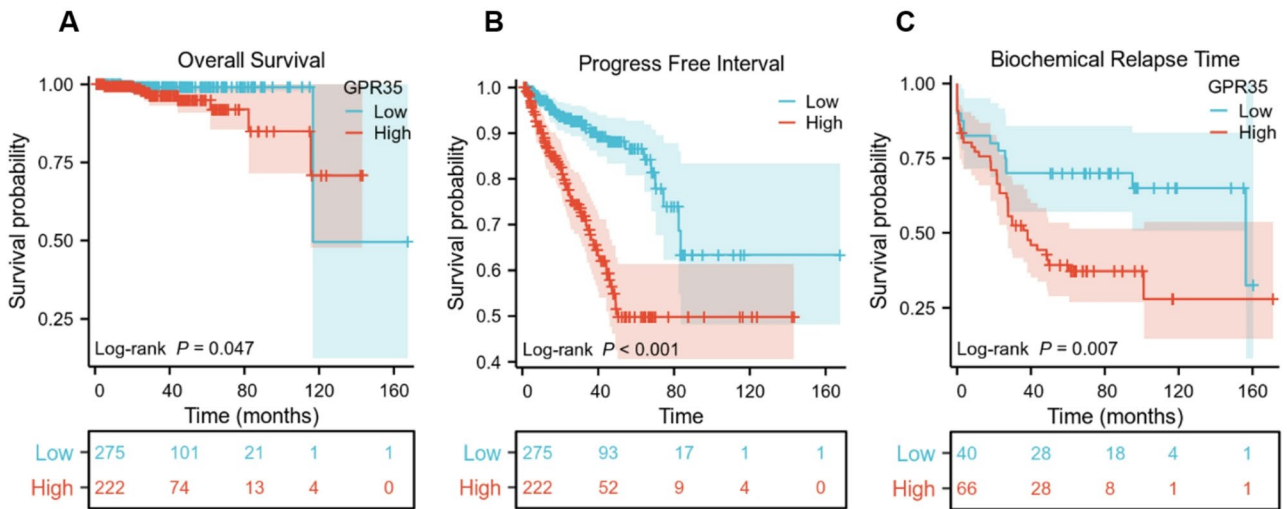 A
Overall Survival
GPR35
Low
High
Survival probability
1.00
0.75
0.50
0.25
Log-rank P = 0.047
0 40 80 120 160
Time (months)
Low 275 101 21 1 1
High 222 74 13 4 0
B
Progress Free Interval
Low
High
Survival probability
1.0
0.9
0.8
0.7
0.6
0.5
0.4
Log-rank P < 0.001
0 40 80 120 160
Time
Low 275 93 17 1 1
High 222 52 9 4 0
C
Biochemical Relapse Time
GPR35
Low
High
Survival probability
1.00
0.75
0.50
0.25
Log-rank P = 0.007
0 40 80 120 160
Time (months)
Low 40 28 18 4 1
High 66 28 8 1 1